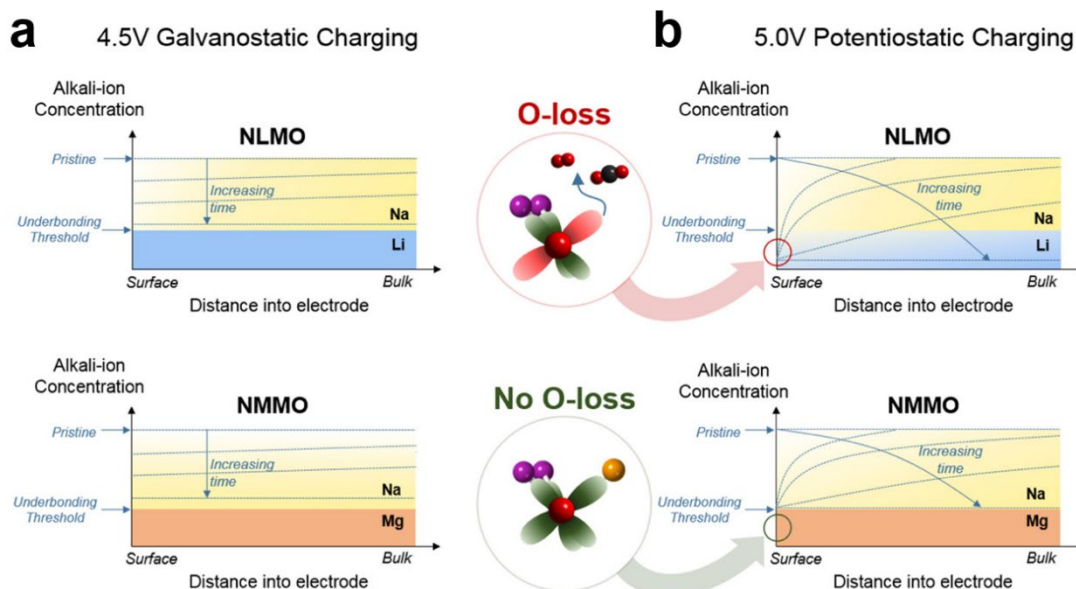 a
4.5V Galvanostatic Charging
Alkali-ion
Concentration
NLMO
Pristine
Increasing
time
Na
Underbonding
Threshold
Li
Surface
Bulk
Distance into electrode
Alkali-ion
Concentration
NMMO
Pristine
Increasing
time
Na
Underbonding
Threshold
Mg
Surface
Bulk
Distance into electrode
O-loss
No O-loss
b
5.0V Potentiostatic Charging
Alkali-ion
Concentration
NLMO
Pristine
Increasing
time
Na
Underbonding
Threshold
Li
Surface
Bulk
Distance into electrode
Alkali-ion
Concentration
NMMO
Pristine
Increasing
time
Na
Underbonding
Threshold
Mg
Surface
Bulk
Distance into electrode